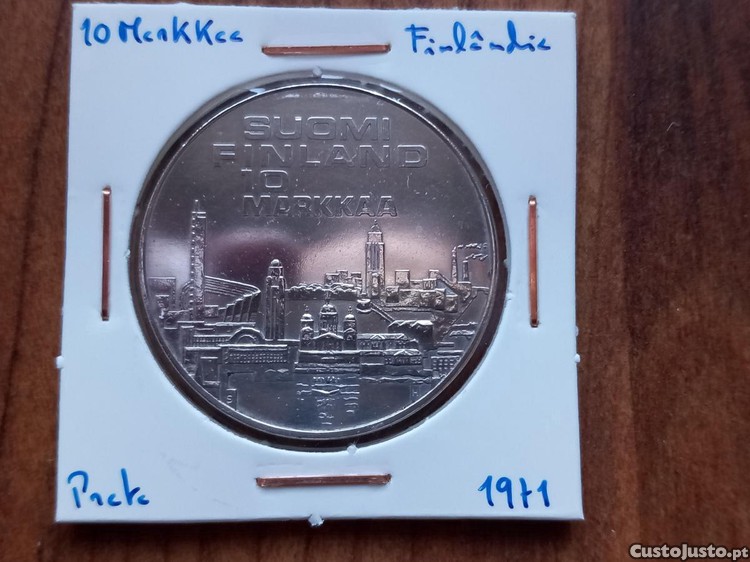 10 Markkaa Finlândia
SUOMI
FINLAND
10
MARKKAA
S H
Prata 1971
CustoJusto.pt